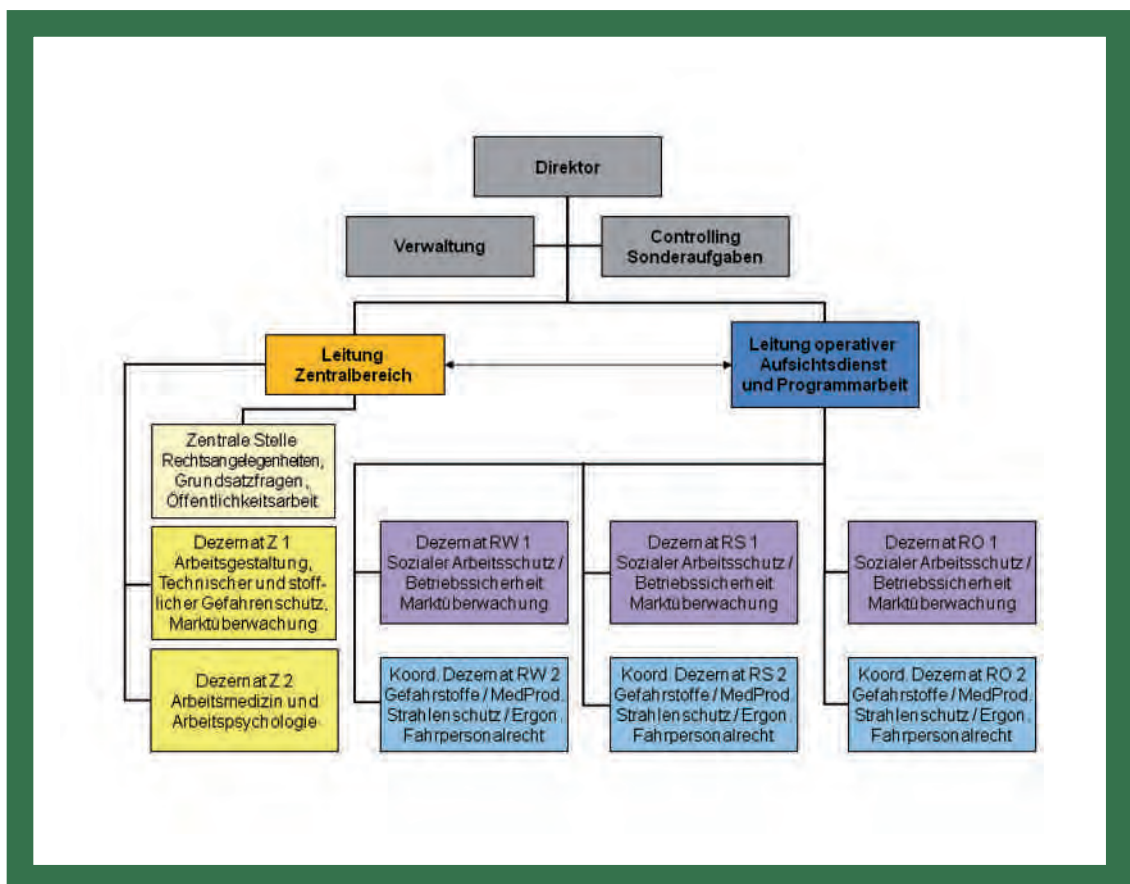 Direktor
Verwaltung
Controlling
Sonderaufgaben
Leitung
Zentralbereich
Leitung operativer
Aufsichtsdienst
und Programmarbeit
Zentrale Stelle
Rechtsangelegenheiten,
Grundsatzfragen,
Öffentlichkeitsarbeit
Dezernat Z 1
Arbeitsgestaltung,
Technischer und stoff-
licher Gefahrenschutz,
Marktüberwachung
Dezernat Z 2
Arbeitsmedizin und
Arbeitspsychologie
Dezernat RW 1
Sozialer Arbeitsschutz /
Betriebssicherheit
Marktüberwachung
Dezernat RS 1
Sozialer Arbeitsschutz /
Betriebssicherheit
Marktüberwachung
Dezernat RO 1
Sozialer Arbeitsschutz /
Betriebssicherheit
Marktüberwachung
Koord. Dezernat RW 2
Gefahrstoffe / MedProd.
Strahlenschutz / Ergon.
Fahrpersonalrecht
Koord. Dezernat RS 2
Gefahrstoffe / MedProd.
Strahlenschutz / Ergon.
Fahrpersonalrecht
Koord. Dezernat RO 2
Gefahrstoffe / MedProd.
Strahlenschutz / Ergon.
Fahrpersonalrecht